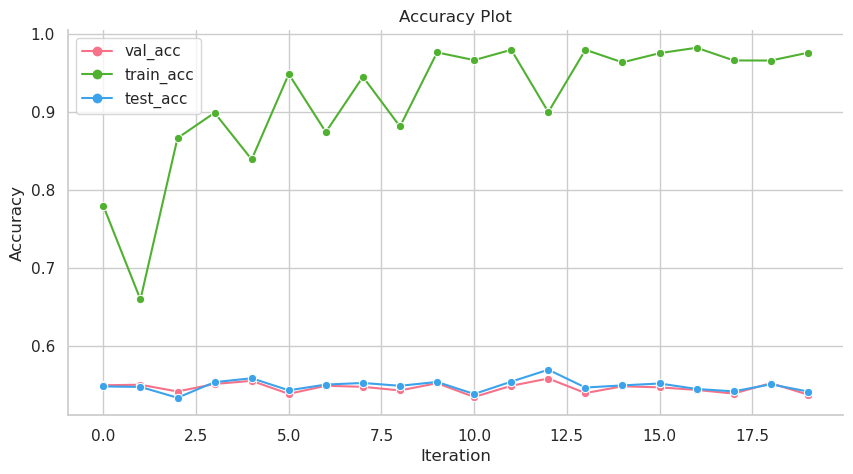 Accuracy Plot
val_acc
train_acc
test_acc
Accuracy
1.0
0.9
0.8
0.7
0.6
0.0 2.5 5.0 7.5 10.0 12.5 15.0 17.5
Iteration